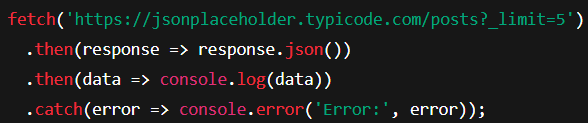 fetch('https://jsonplaceholder.typicode.com/posts?_limit=5')
  .then(response => response.json())
  .then(data => console.log(data))
  .catch(error => console.error('Error:', error));